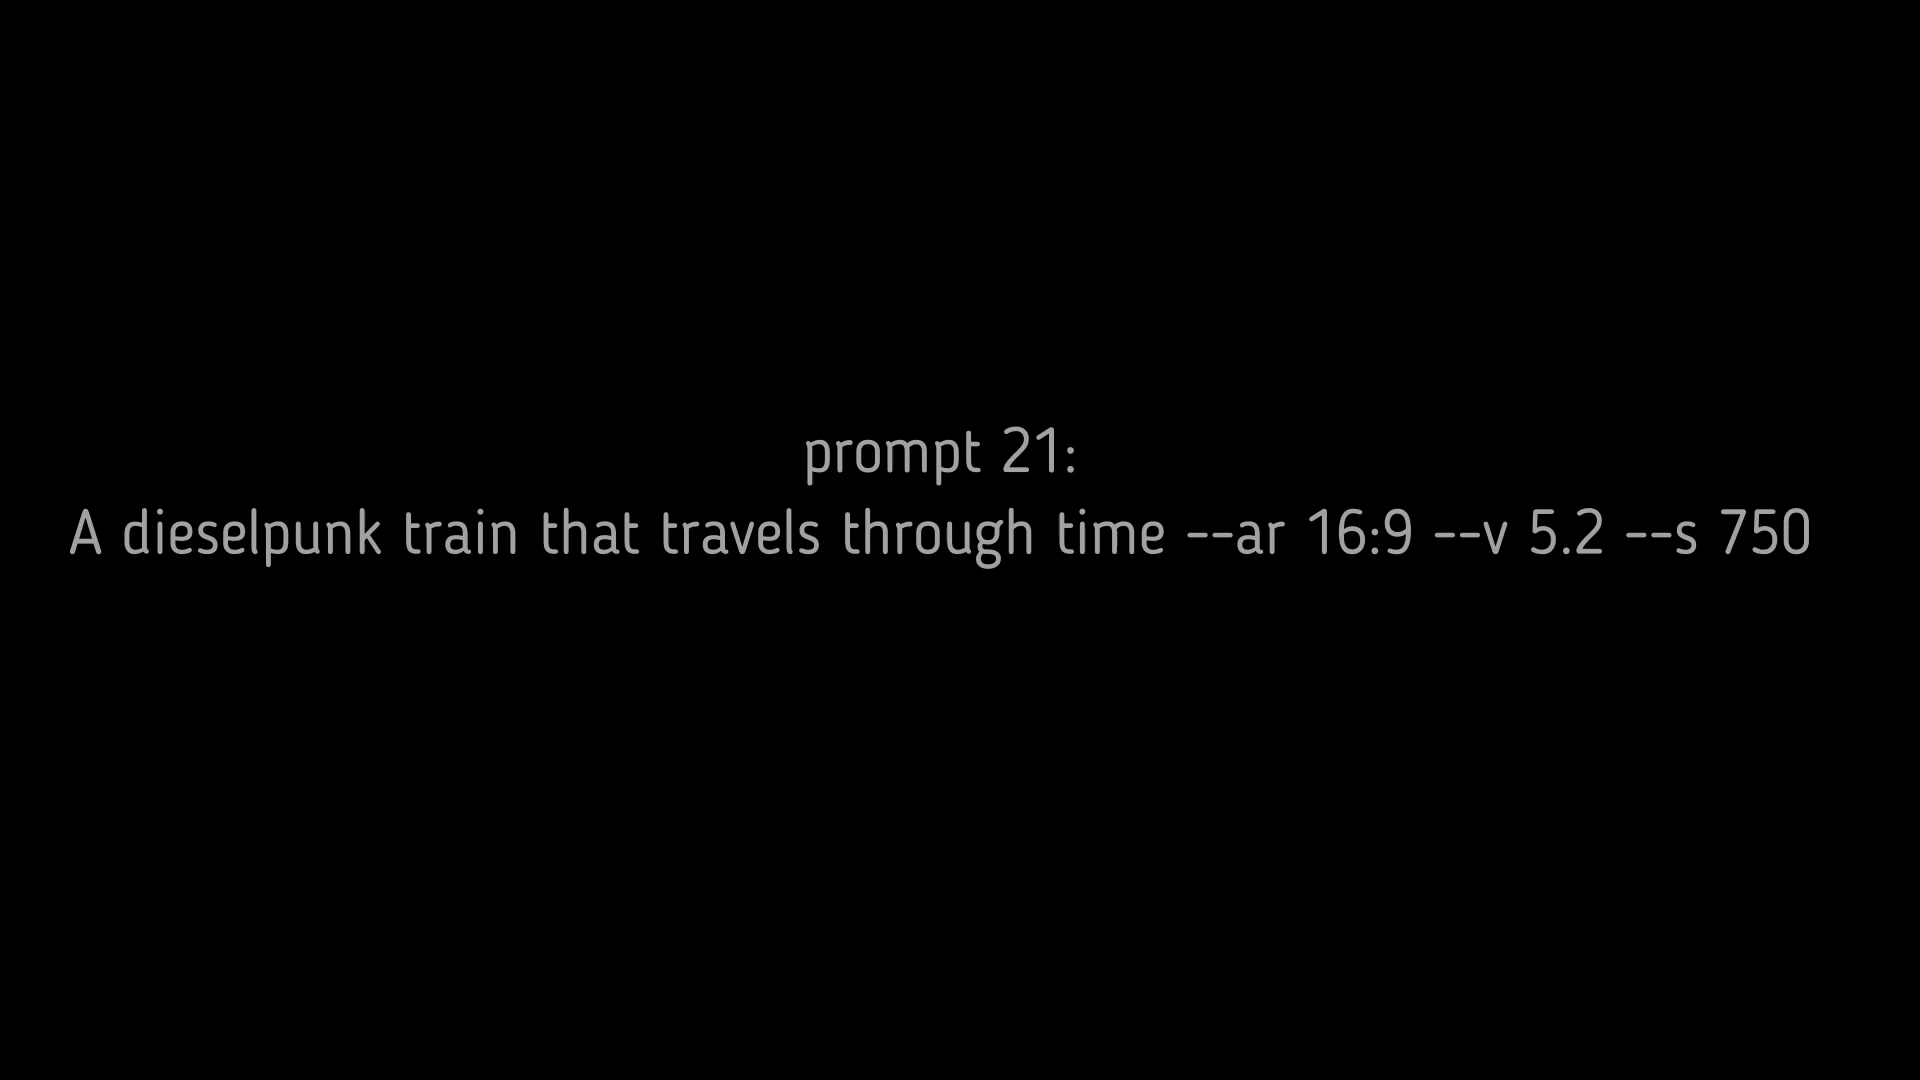 prompt 21:
A dieselpunk train that travels through time --ar 16:9 --v 5.2 --s 750